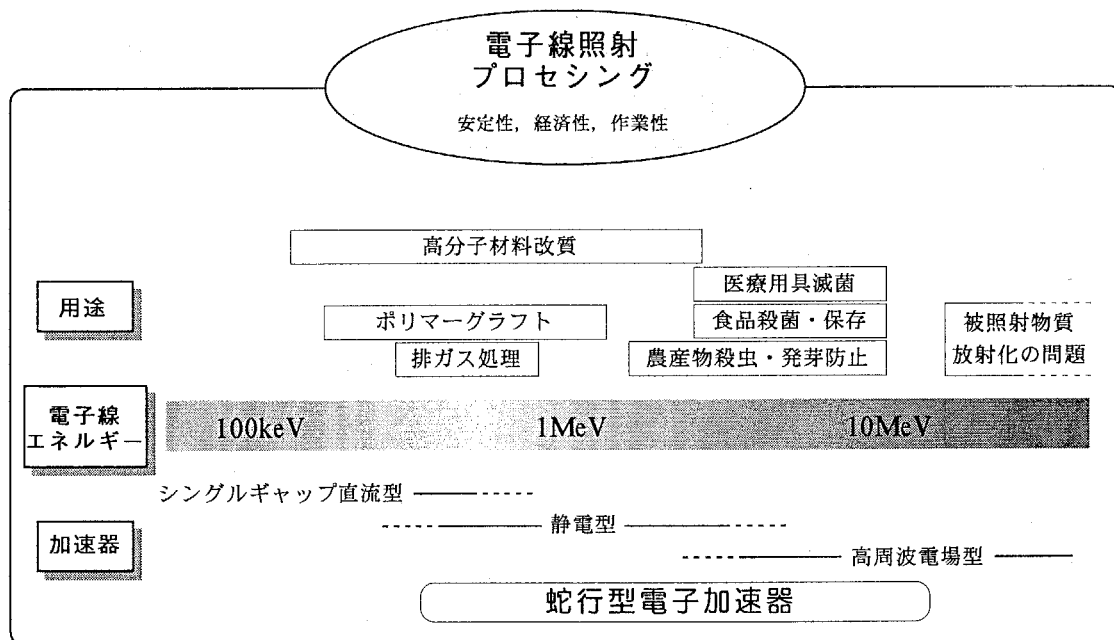 電子線照射
プロセシング
安定性，経済性，作業性
高分子材料改質
医療用具滅菌
用途
ポリマーグラフト
食品殺菌・保存
被照射物質
排ガス処理
農産物殺虫・発芽防止
放射化の問題
電子線
エネルギー
100keV
1MeV
10MeV
シングルギャップ直流型
静電型
加速器
高周波電場型
蛇行型電子加速器